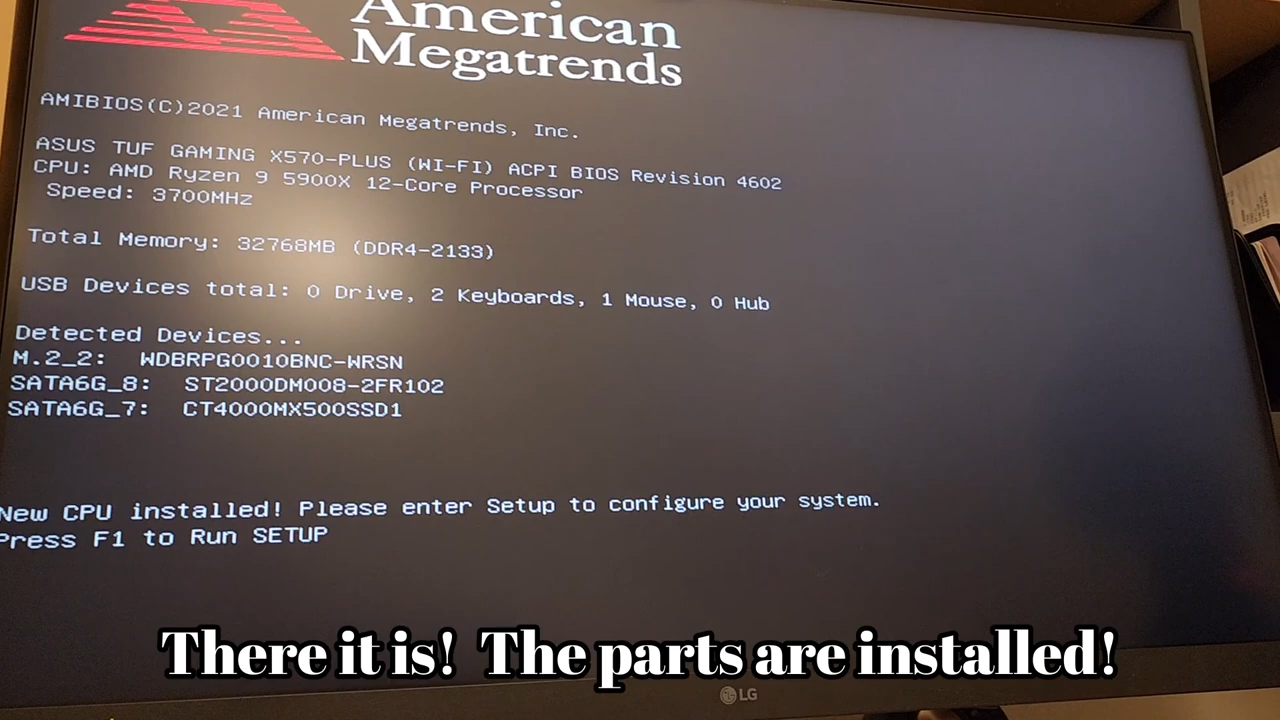 American
Megatrends
AMIBIOS(C)2021 American Megatrends, Inc.
ASUS TUF GAMING X570-PLUS (WI-FI) ACPI BIOS Revision 4602
CPU: AMD Ryzen 9 5900X 12-Core Processor
Speed: 3700MHz
Total Memory: 32768MB (DDR4-2133)
USB Devices total: 0 Drive, 2 Keyboards, 1 Mouse, 0 Hub
Detected Devices...
M.2_2: WDBRPG0010BNC-WRSN
SATA6G_8: ST2000DM008-2FR102
SATA6G_7: CT4000MX500SSD1
New CPU installed! Please enter Setup to configure your system.
Press F1 to Run SETUP
There it is! The parts are installed!
LG